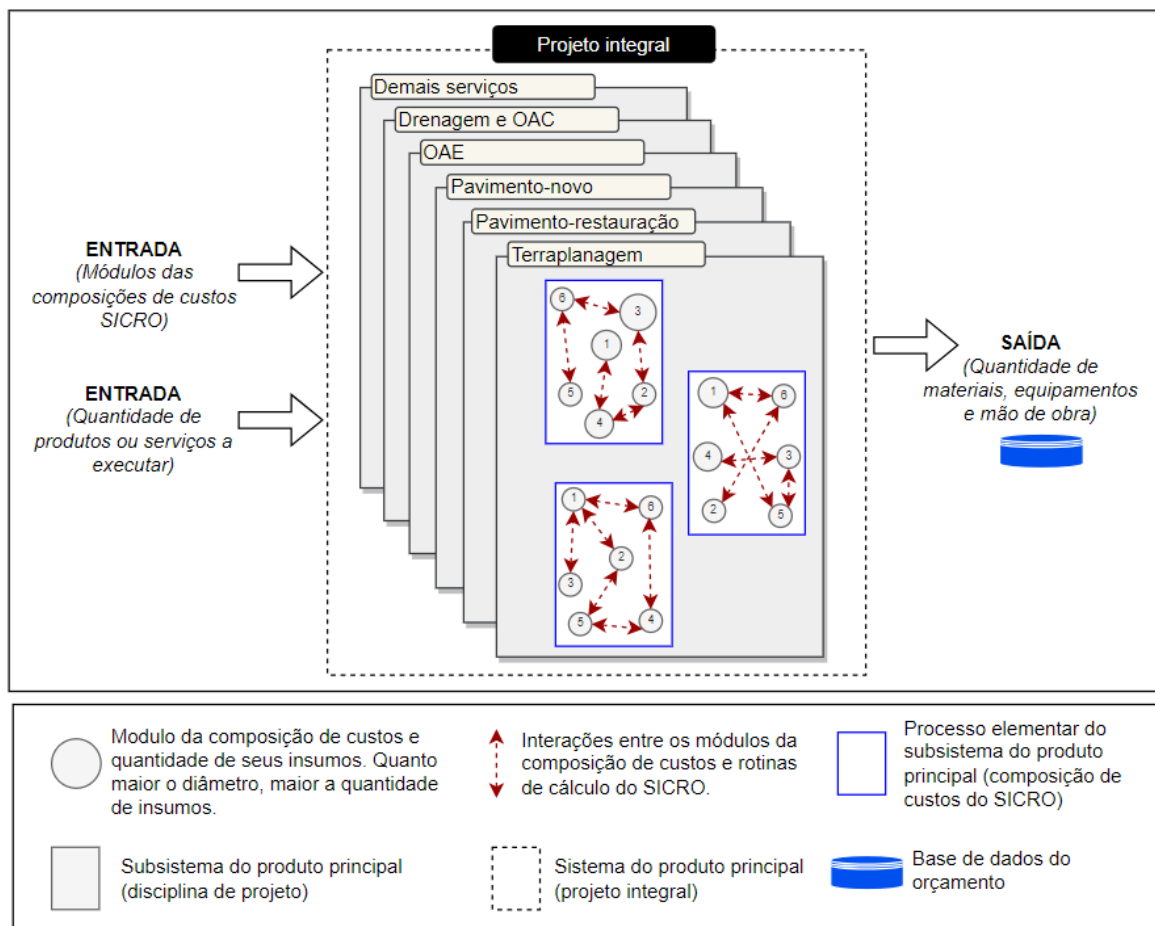 Projeto integral
Demais serviços
Drenagem e OAC
OAE
Pavimento-novo
Pavimento-restauração
Terraplanagem
ENTRADA
(Módulos das
composições de custos
SICRO)
ENTRADA
(Quantidade de
produtos ou serviços a
executar)
6
3
1
5
2
4
1
6
4
3
2
5
1
6
2
3
5
4
SAÍDA
(Quantidade de
materiais, equipamentos
e mão de obra)
Modulo da composição de custos e
quantidade de seus insumos. Quanto
maior o diâmetro, maior a quantidade
de insumos.
Interações entre os módulos da
composição de custos e rotinas
de cálculo do SICRO.
Processo elementar do
subsistema do produto
principal (composição de
custos do SICRO)
Subsistema do produto principal
(disciplina de projeto)
Sistema do produto principal
(projeto integral)
Base de dados do
orçamento